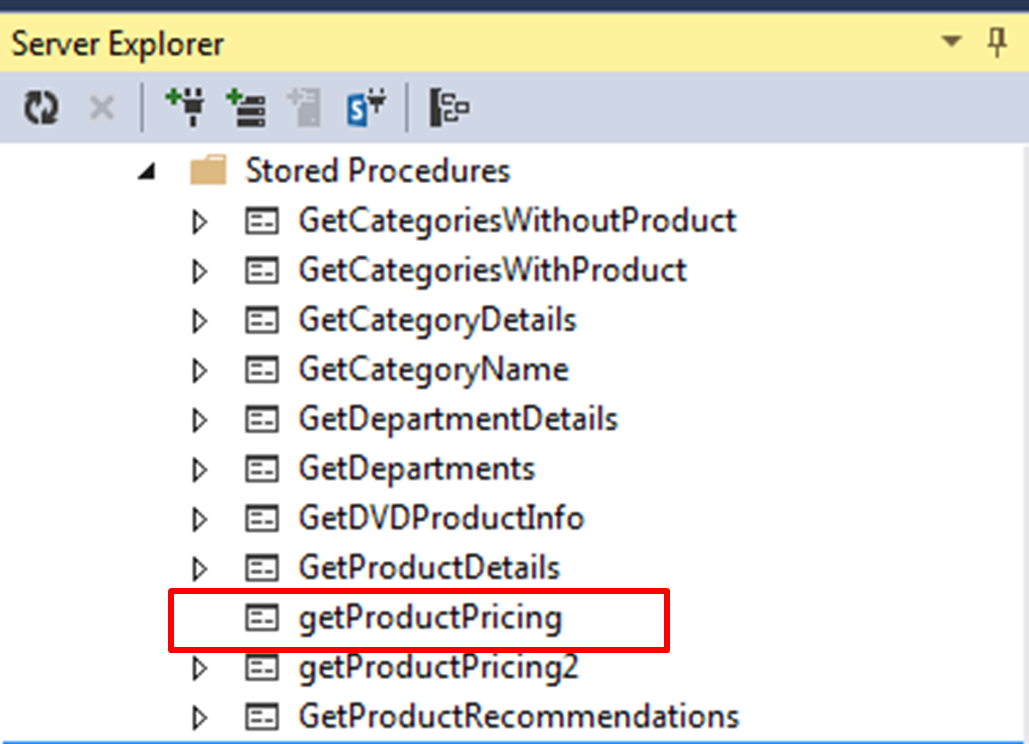 Server Explorer
Stored Procedures
GetCategoriesWithoutProduct
GetCategoriesWithProduct
GetCategoryDetails
GetCategoryName
GetDepartmentDetails
GetDepartments
GetDVDProductInfo
GetProductDetails
getProductPricing
getProductPricing2
GetProductRecommendations